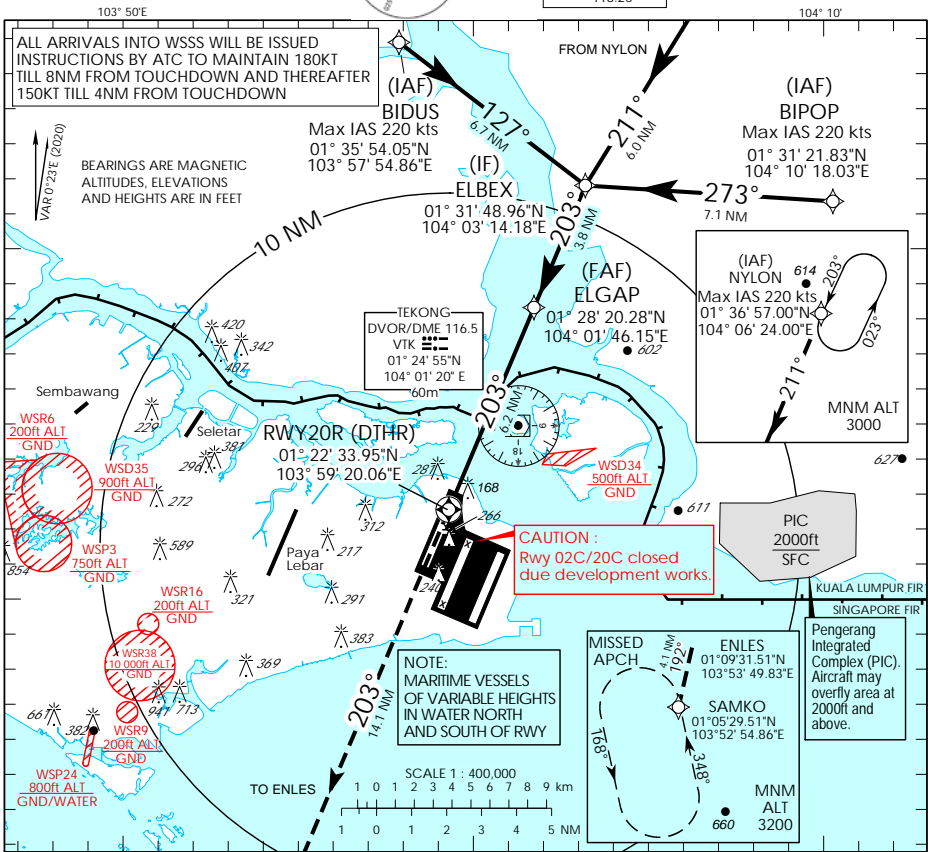 103° 50'E
104° 10'E
ALL ARRIVALS INTO WSSS WILL BE ISSUED
INSTRUCTIONS BY ATC TO MAINTAIN 180KT
TILL 8NM FROM TOUCHDOWN AND THEREAFTER
150KT TILL 4NM FROM TOUCHDOWN
VAR 0°23'E (2020)
BEARINGS ARE MAGNETIC
ALTITUDES, ELEVATIONS
AND HEIGHTS ARE IN FEET
(IAF)
BIDUS
Max IAS 220 kts
01° 35' 54.05"N
103° 57' 54.86"E
127°
6.7 NM
FROM NYLON
211°
6.0 NM
(IAF)
BIPOP
Max IAS 220 kts
01° 31' 21.83"N
104° 10' 18.03"E
273°
7.1 NM
(IF)
ELBEX
01° 31' 48.96"N
104° 03' 14.18"E
203°
3.8 NM
10 NM
(FAF)
ELGAP
01° 28' 20.28"N
104° 01' 46.15"E
602
(IAF)
NYLON
Max IAS 220 kts
01° 36' 57.00"N
104° 06' 24.00"E
614
203°
023°
211°
MNM ALT
3000
TEKONG
DVOR/DME 116.5
VTK
01° 24' 55"N
104° 01' 20" E
60m
203°
6.2 NM
18
9
420
342
407
Sembawang
229
Seletar
381
296
RWY20R (DTHR)
01° 22' 33.95"N
103° 59' 20.06"E
287
168
266
WSR6
200ft ALT
GND
WSD35
900ft ALT
GND
WSP3
750ft ALT
GND
854
272
589
312
217
Paya
Lebar
321
291
240
WSD34
500ft ALT
GND
627
611
PIC
2000ft
SFC
CAUTION :
Rwy 02C/20C closed
due development works.
KUALA LUMPUR FIR
SINGAPORE FIR
Pengerang
Integrated
Complex (PIC).
Aircraft may
overfly area at
2000ft and
above.
WSR16
200ft ALT
GND
WSR38
10 000ft ALT
GND
383
369
941
713
661
382
WSR9
200ft ALT
GND
WSP24
800ft ALT
GND/WATER
NOTE:
MARITIME VESSELS
OF VARIABLE HEIGHTS
IN WATER NORTH
AND SOUTH OF RWY
203°
14.1 NM
TO ENLES
SCALE 1 : 400,000
1 0 1 2 3 4 5 6 7 8 9 km
1 0 1 2 3 4 5 NM
MISSED
APCH
4.1 NM
192°
ENLES
01°09'31.51"N
103°53' 49.83"E
SAMKO
01°05'29.51"N
103°52' 54.86"E
168°
348°
MNM
ALT
3200
660